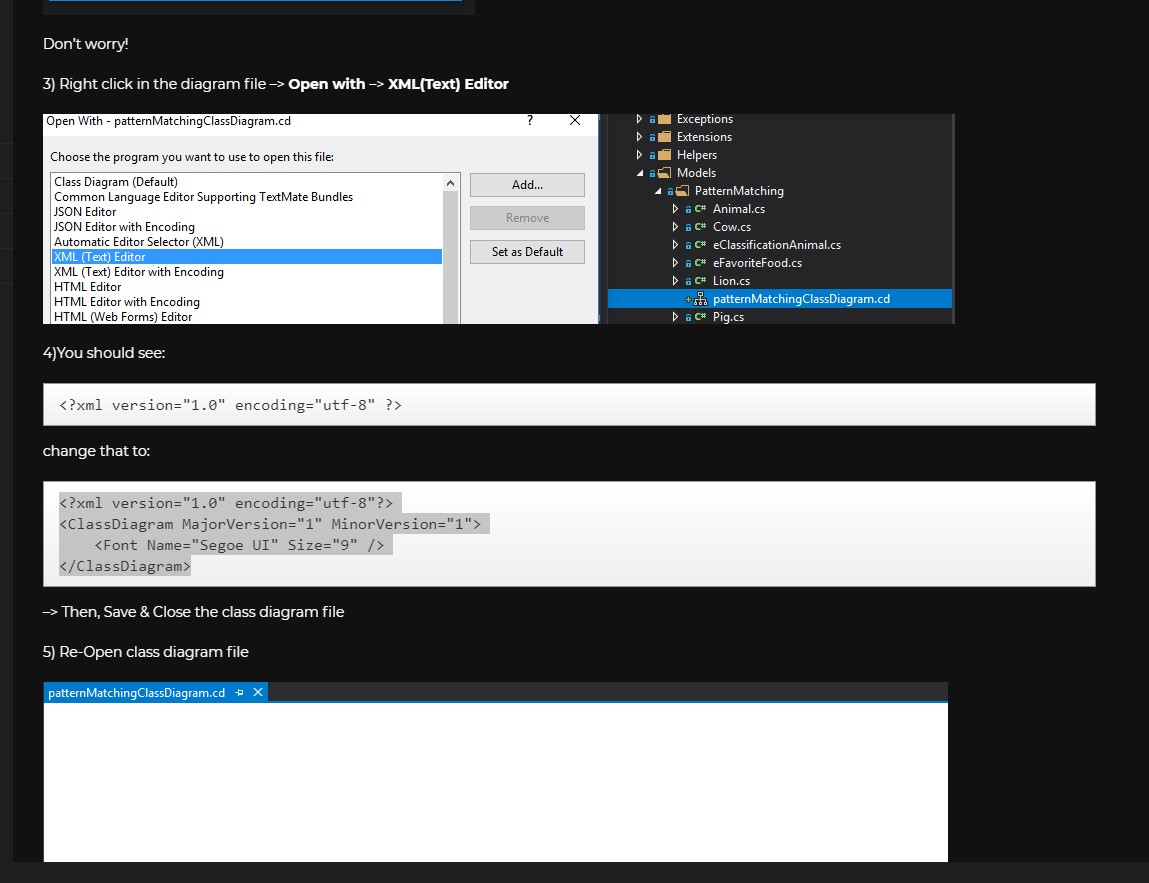 Don't worry!
3) Right click in the diagram file –> Open with –> XML(Text) Editor
Open With - patternMatchingClassDiagram.cd ? ✕
Choose the program you want to use to open this file:
Class Diagram (Default)
Common Language Editor Supporting TextMate Bundles
JSON Editor
JSON Editor with Encoding
Automatic Editor Selector (XML)
XML (Text) Editor
XML (Text) Editor with Encoding
HTML Editor
HTML Editor with Encoding
HTML (Web Forms) Editor
Add...
Remove
Set as Default
Exceptions
Extensions
Helpers
Models
PatternMatching
C# Animal.cs
C# Cow.cs
C# eClassificationAnimal.cs
C# eFavoriteFood.cs
C# Lion.cs
patternMatchingClassDiagram.cd
C# Pig.cs
4)You should see:
<?xml version="1.0" encoding="utf-8" ?>
change that to:
<?xml version="1.0" encoding="utf-8"?>
<ClassDiagram MajorVersion="1" MinorVersion="1">
    <Font Name="Segoe UI" Size="9" />
</ClassDiagram>
–> Then, Save & Close the class diagram file
5) Re-Open class diagram file
patternMatchingClassDiagram.cd